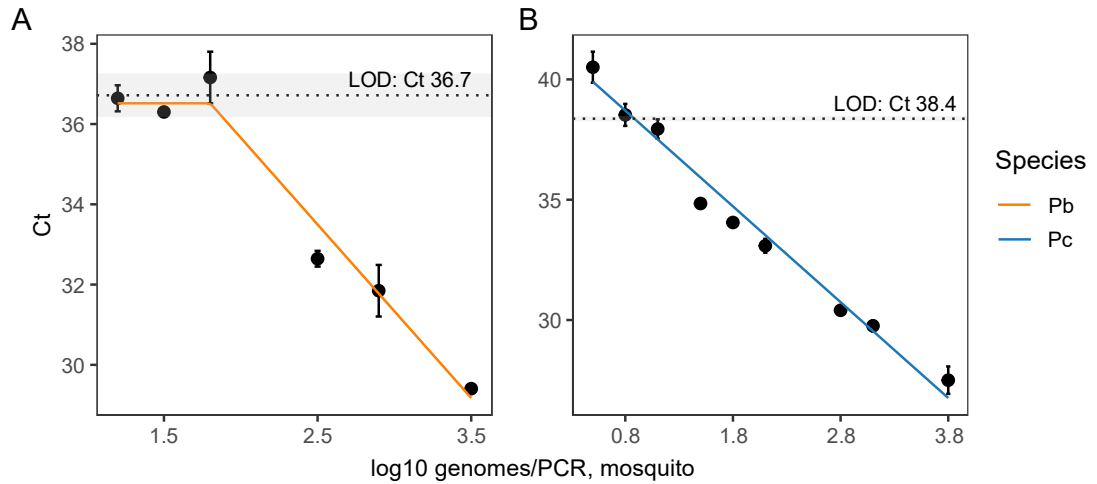 A
B
38
36
34
32
30
LOD: Ct 36.7
Ct
1.5
2.5
3.5
40
35
30
LOD: Ct 38.4
0.8
1.8
2.8
3.8
log10 genomes/PCR, mosquito
Species
Pb
Pc